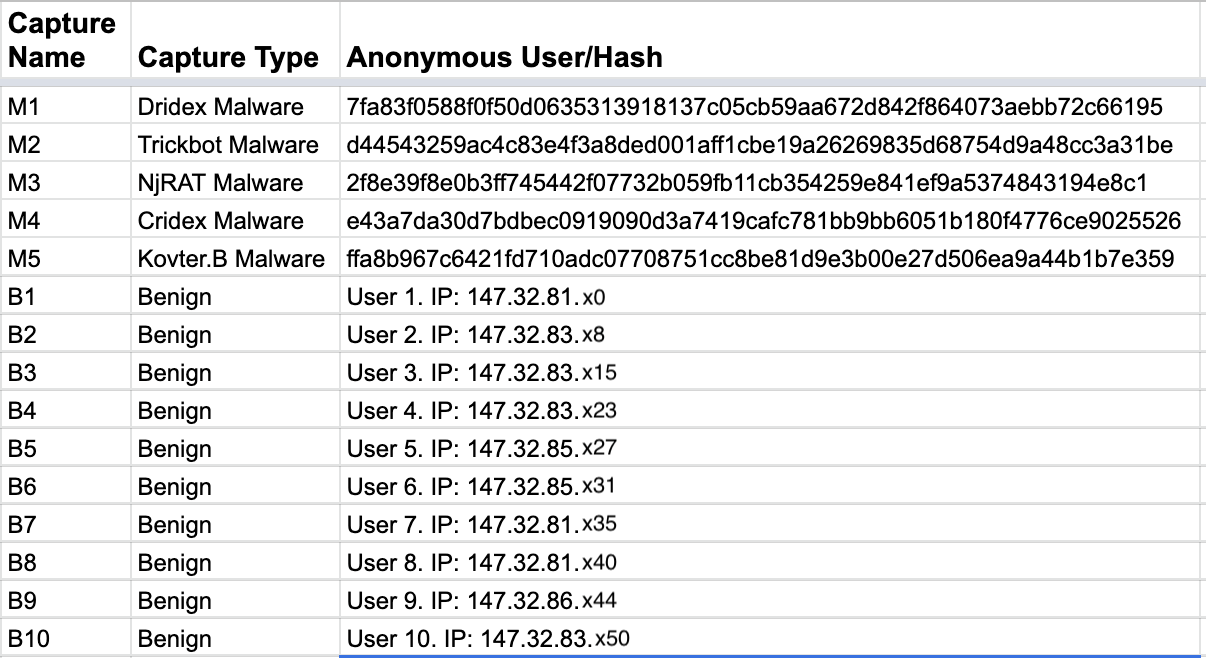 Capture Name Capture Type Anonymous User/Hash
M1 Dridex Malware 7fa83f0588f0f50d0635313918137c05cb59aa672d842f864073aebb72c66195
M2 Trickbot Malware d44543259ac4c83e4f3a8ded001aff1cbe19a26269835d68754d9a48cc3a31be
M3 NjRAT Malware 2f8e39f8e0b3ff745442f07732b059fb11cb354259e841ef9a5374843194e8c1
M4 Cridex Malware e43a7da30d7bdbec0919090d3a7419cafc781bb9bb6051b180f4776ce9025526
M5 Kovter.B Malware ffa8b967c6421fd710adc07708751cc8be81d9e3b00e27d506ea9a44b1b7e359
B1 Benign User 1. IP: 147.32.81.x0
B2 Benign User 2. IP: 147.32.83.x8
B3 Benign User 3. IP: 147.32.83.x15
B4 Benign User 4. IP: 147.32.83.x23
B5 Benign User 5. IP: 147.32.85.x27
B6 Benign User 6. IP: 147.32.85.x31
B7 Benign User 7. IP: 147.32.81.x35
B8 Benign User 8. IP: 147.32.81.x40
B9 Benign User 9. IP: 147.32.86.x44
B10 Benign User 10. IP: 147.32.83.x50